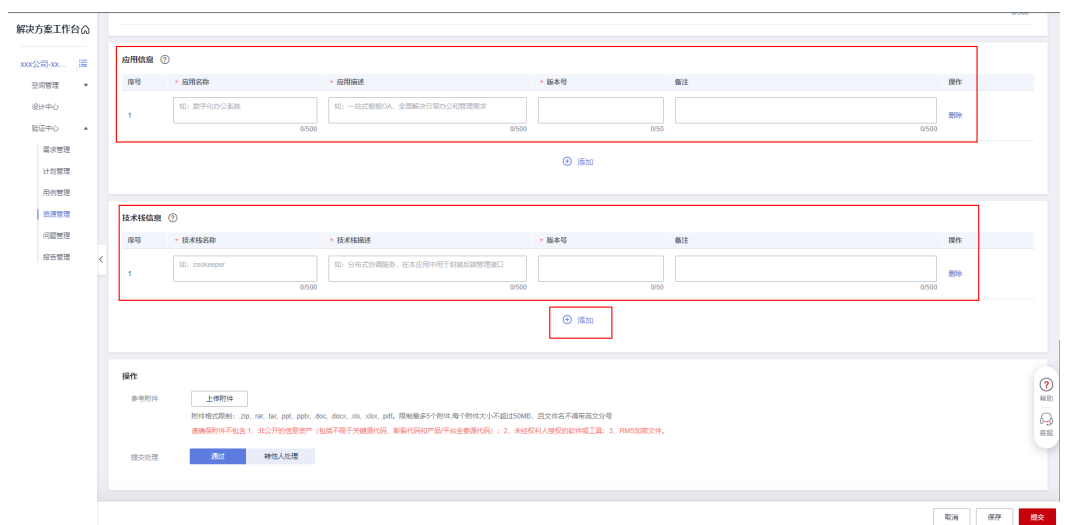 0/500
解决方案工作台
xxx公司-xx...
空间管理
设计中心
验证中心
需求管理
计划管理
用例管理
资源管理
问题管理
报告管理
应用信息 ?
序号 * 应用名称 * 应用描述 * 版本号 备注 操作
1 如：数字化办公系统 如：一站式智能OA，全面解决日常办公和管理需求 删除
0/500 0/500 0/50 0/500
添加
技术栈信息 ?
序号 * 技术栈名称 * 技术栈描述 * 版本号 备注 操作
1 如：zookeeper 如：分布式协调服务，在本应用中用于封装后端管理接口 删除
0/500 0/500 0/50 0/500
添加
操作
参考附件 上传附件
附件格式限制：.zip, .rar, .tar, .ppt, .pptx, .doc, .docx, .xls, .xlsx, .pdf。限制最多5个附件,每个附件大小不超过50MB，且文件名不得带英文分号
请确保附件不包含:1、非公开的信息资产（包括不限于关键源代码、新裂代码和产品/平台全套源代码）；2、未经权利人授权的软件或工具；3、RMS加密文件。
提交处理 通过 转他人处理
?
帮助
客服
取消 保存 提交